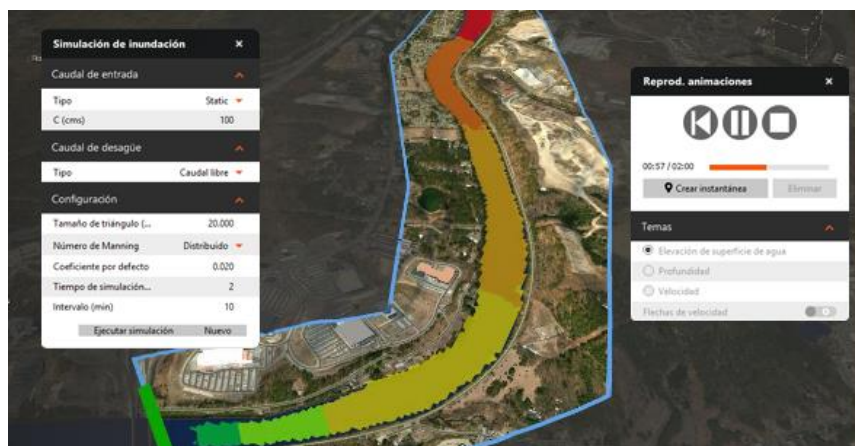 Simulación de inundación
Caudal de entrada
Tipo Static
C (cms) 100
Caudal de desagüe
Tipo Caudal libre
Configuración
Tamaño de triángulo (...
20.000
Número de Manning Distribuido
Coeficiente por defecto 0.020
Tiempo de simulación... 2
Intervalo (min) 10
Ejecutar simulación Nuevo
Reprod. animaciones
00:57 / 02:00
Crear instantánea Eliminar
Temas
Elevación de superficie de agua
Profundidad
Velocidad
Flechas de velocidad